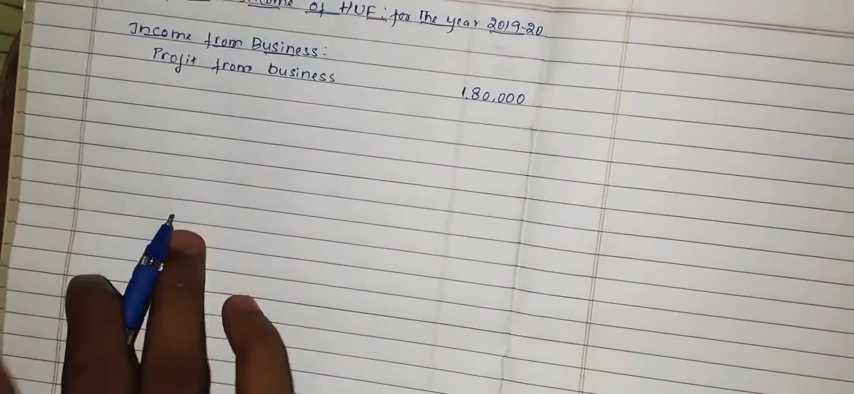 of HUF: for The year 2019-20
Income from Business:
Profit from business
1,80,000